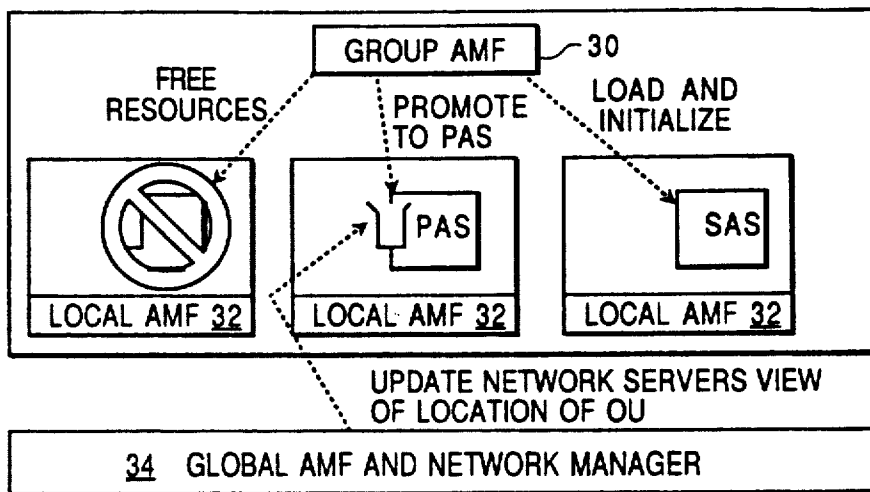 GROUP AMF
30
FREE
RESOURCES
PROMOTE
TO PAS
LOAD AND
INITIALIZE
PAS
SAS
LOCAL AMF 32
LOCAL AMF 32
LOCAL AMF 32
UPDATE NETWORK SERVERS VIEW
OF LOCATION OF OU
34 GLOBAL AMF AND NETWORK MANAGER